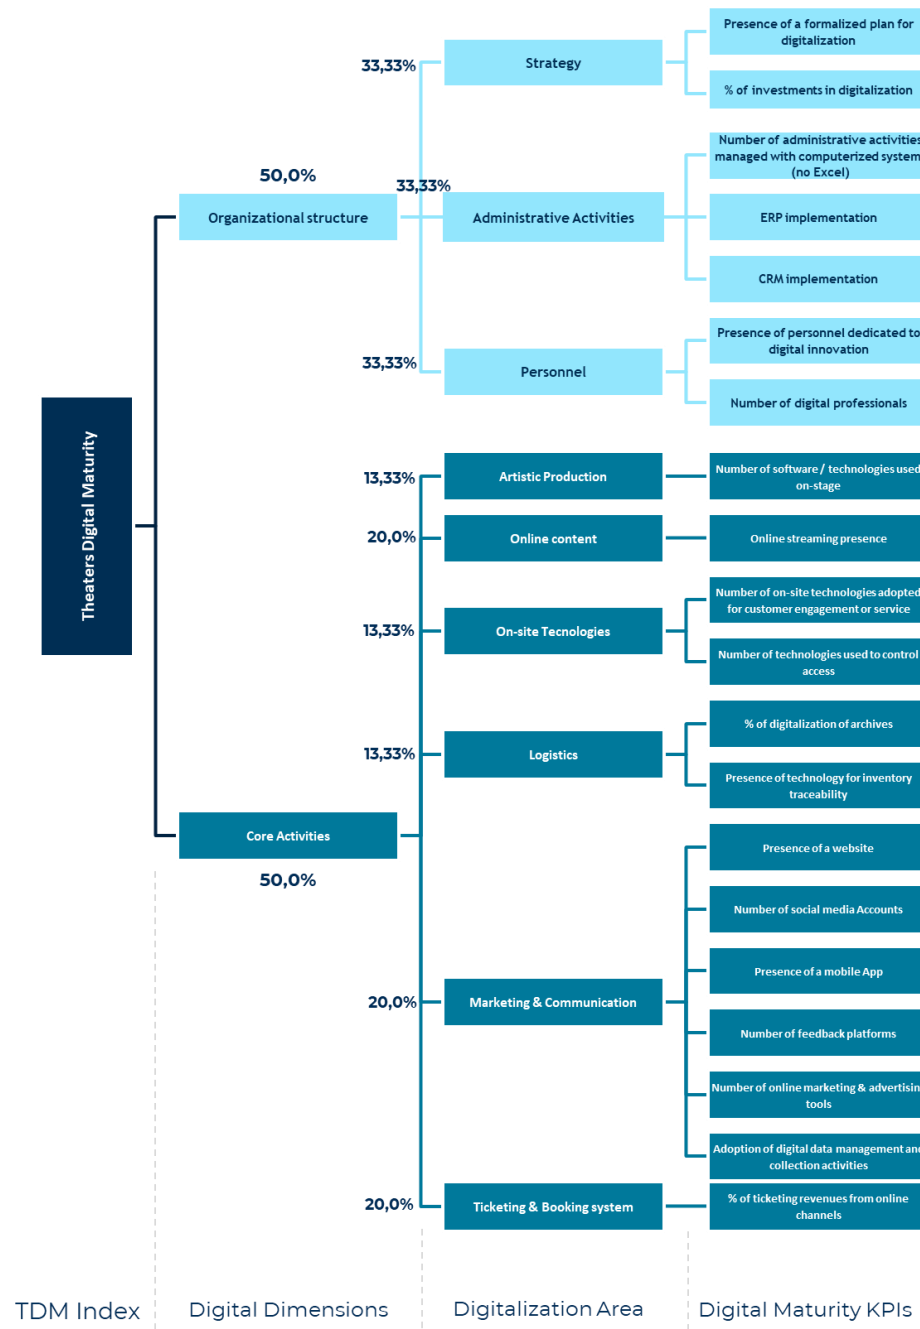 Theaters Digital Maturity
50,0%
Organizational structure
33,33%
Strategy
Presence of a formalized plan for
digitalization
% of investments in digitalization
33,33%
Administrative Activities
Number of administrative activities
managed with computerized system
(no Excel)
ERP implementation
CRM implementation
33,33%
Personnel
Presence of personnel dedicated to
digital innovation
Number of digital professionals
Core Activities
50,0%
13,33%
Artistic Production
Number of software / technologies used
on-stage
20,0%
Online content
Online streaming presence
13,33%
On-site Tecnologies
Number of on-site technologies adopted
for customer engagement or service
Number of technologies used to control
access
13,33%
Logistics
% of digitalization of archives
Presence of technology for inventory
traceability
20,0%
Marketing & Communication
Presence of a website
Number of social media Accounts
Presence of a mobile App
Number of feedback platforms
Number of online marketing & advertisin
tools
Adoption of digital data management and
collection activities
20,0%
Ticketing & Booking system
% of ticketing revenues from online
channels
TDM Index
Digital Dimensions
Digitalization Area
Digital Maturity KPIs